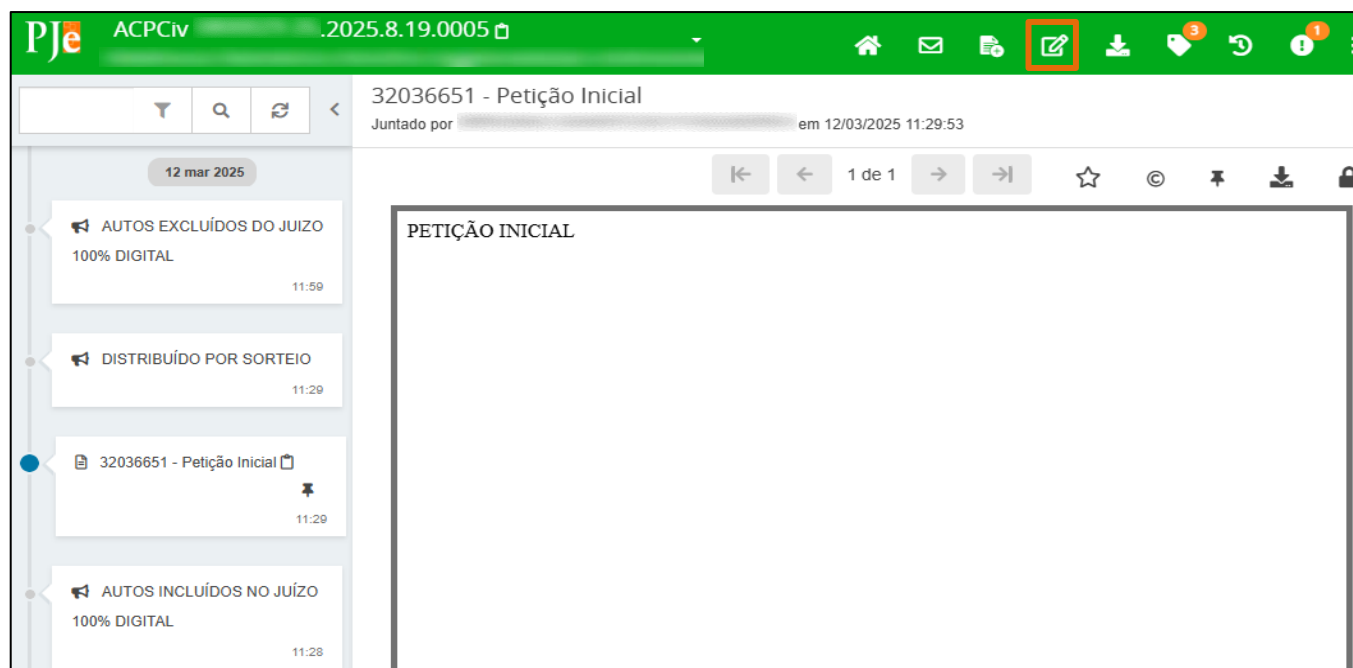 PJe
ACPCiv .2025.8.19.0005
3
1
32036651 - Petição Inicial
Juntado por em 12/03/2025 11:29:53
12 mar 2025
1 de 1
AUTOS EXCLUÍDOS DO JUIZO
100% DIGITAL
11:59
DISTRIBUÍDO POR SORTEIO
11:29
32036651 - Petição Inicial
11:29
AUTOS INCLUÍDOS NO JUÍZO
100% DIGITAL
11:28
PETIÇÃO INICIAL